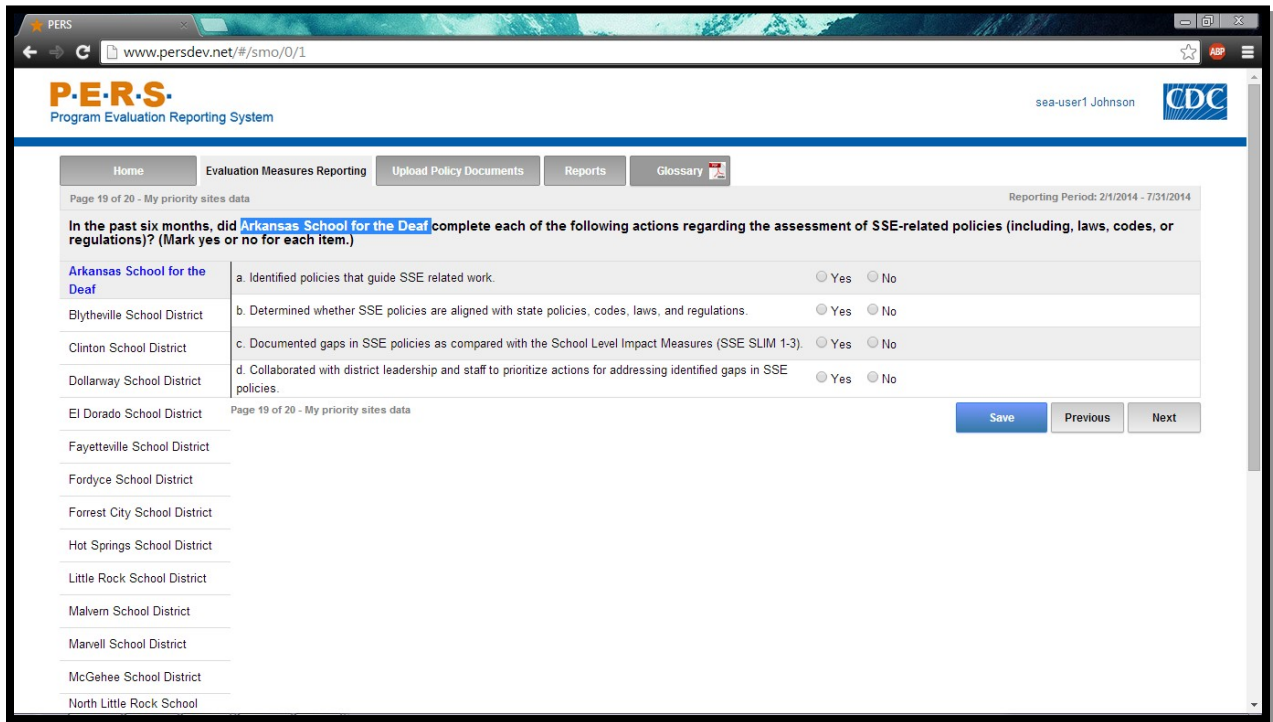 PERS
www.persdev.net/#/smo/0/1
ABP
P·E·R·S·
Program Evaluation Reporting System
sea-user1 Johnson
CDC
Home
Evaluation Measures Reporting
Upload Policy Documents
Reports
Glossary
Page 19 of 20 - My priority sites data
Reporting Period: 2/1/2014 - 7/31/2014
In the past six months, did Arkansas School for the Deaf complete each of the following actions regarding the assessment of SSE-related policies (including, laws, codes, or
regulations)? (Mark yes or no for each item.)
Arkansas School for the
Deaf
Blytheville School District
Clinton School District
Dollarway School District
El Dorado School District
Fayetteville School District
Fordyce School District
Forrest City School District
Hot Springs School District
Little Rock School District
Malvern School District
Marvell School District
McGehee School District
North Little Rock School
a. Identified policies that guide SSE related work.
Yes No
b. Determined whether SSE policies are aligned with state policies, codes, laws, and regulations.
Yes No
c. Documented gaps in SSE policies as compared with the School Level Impact Measures (SSE SLIM 1-3).
Yes No
d. Collaborated with district leadership and staff to prioritize actions for addressing identified gaps in SSE
policies.
Yes No
Page 19 of 20 - My priority sites data
Save
Previous
Next